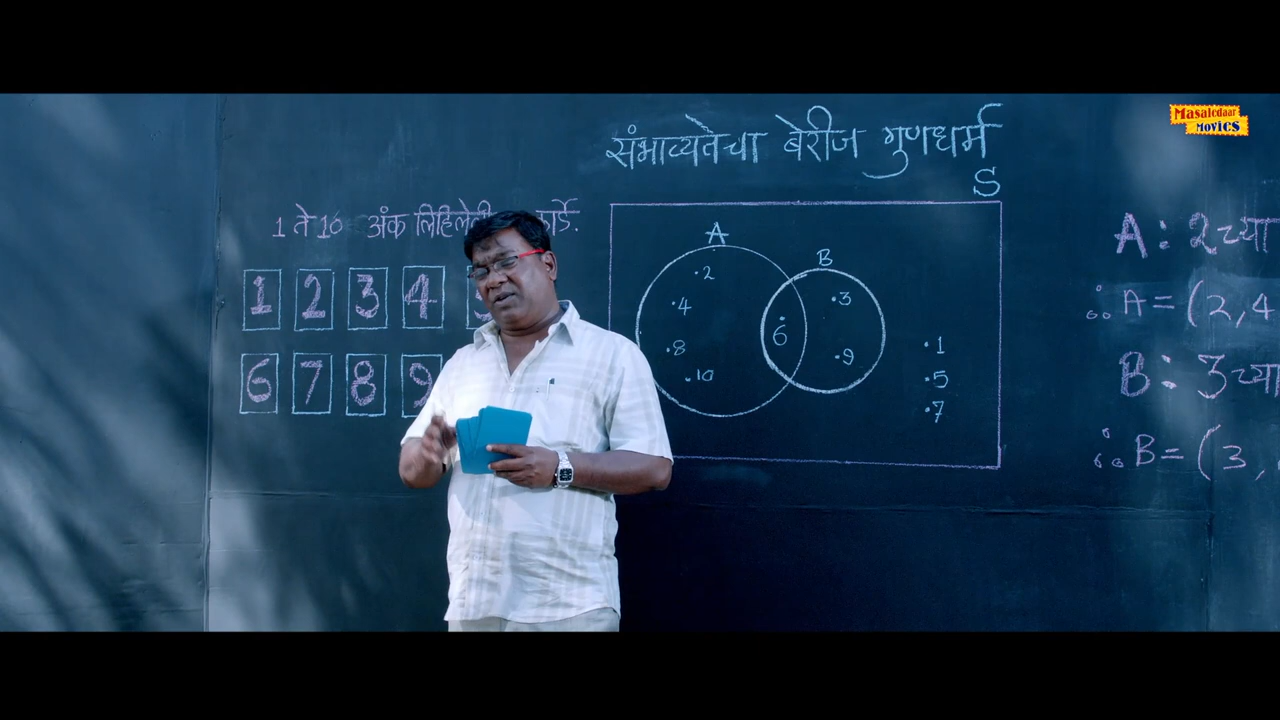 Masaledaar
Movies
संभाव्यतेचा बेरीज गुणधर्म
S
1 ते 10 अंक लिहिलेली कार्डे.
1 2 3 4
6 7 8 9
A
B
.2
.4
.8
.10
6
.3
.9
.1
.5
.7
A : 2च्या
∴ A = (2,4
B : 3च्या
∴ B = (3,